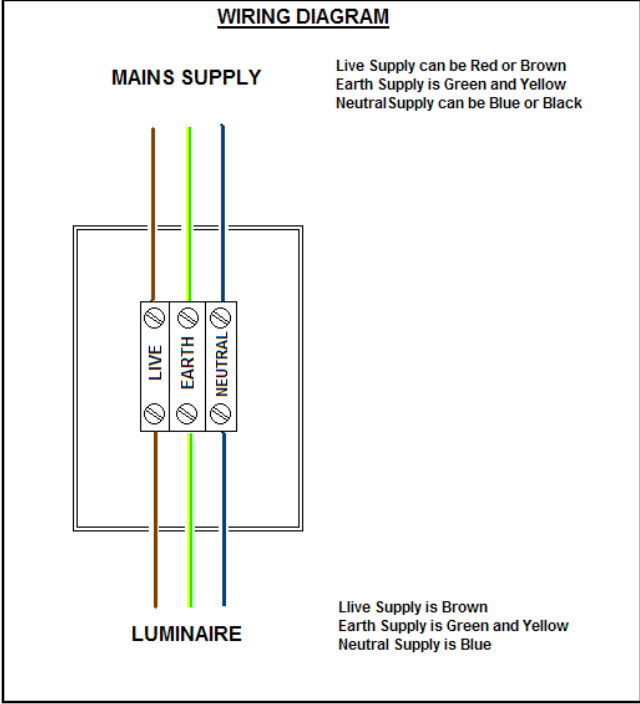 WIRING DIAGRAM
MAINS SUPPLY
Live Supply can be Red or Brown
Earth Supply is Green and Yellow
NeutralSupply can be Blue or Black
LIVE
EARTH
NEUTRAL
LUMINAIRE
Llive Supply is Brown
Earth Supply is Green and Yellow
Neutral Supply is Blue